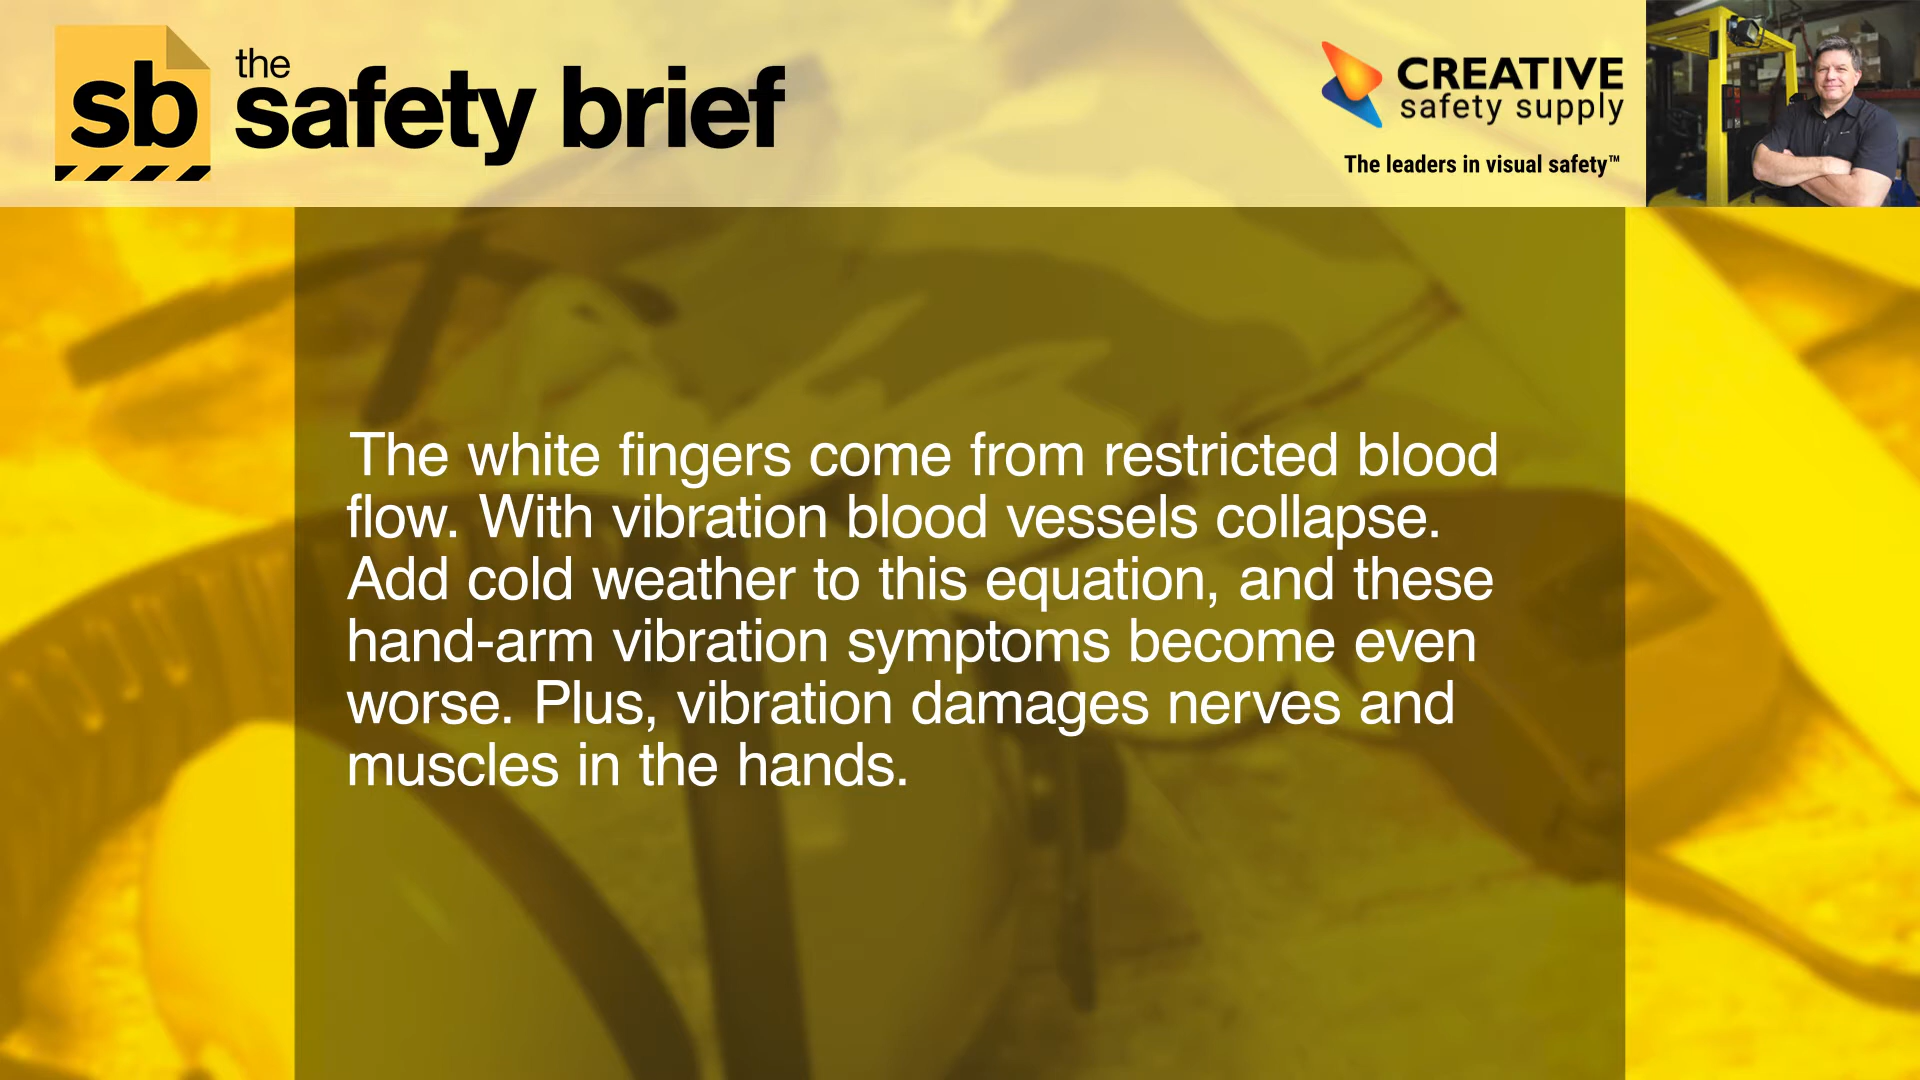 sb
the
safety brief
CREATIVE
safety supply
The leaders in visual safety™
The white fingers come from restricted blood
flow. With vibration blood vessels collapse.
Add cold weather to this equation, and these
hand-arm vibration symptoms become even
worse. Plus, vibration damages nerves and
muscles in the hands.